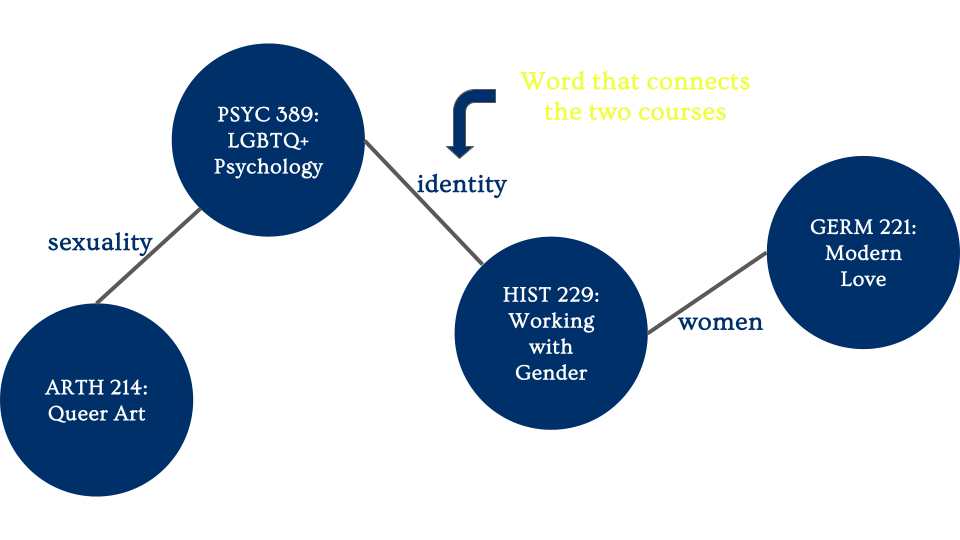 PSYC 389:
LGBTQ+
Psychology
Word that connects
the two courses
identity
sexuality
GERM 221:
Modern
Love
HIST 229:
Working
with
Gender
women
ARTH 214:
Queer Art